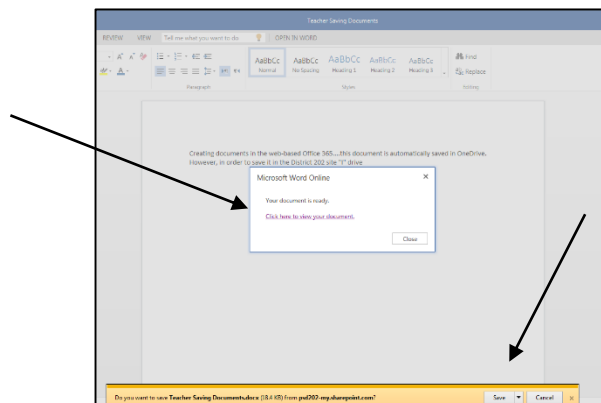 Teacher Saving Documents
REVIEW VIEW Tell me what you want to do OPEN IN WORD
AaBbCc AaBbCc AaBbCc AaBbCc AaBbCc Find
Normal No Spacing Heading 1 Heading 2 Heading 3 Replace
Paragraph Styles Editing
Creating documents in the web-based Office 365....this document is automatically saved in OneDrive.
However, in order to save it in the District 202 site "I" drive
Microsoft Word Online
Your document is ready.
Click here to view your document.
Close
Do you want to save Teacher Saving Documents.docx (18.4 KB) from psd202-my.sharepoint.com? Save Cancel